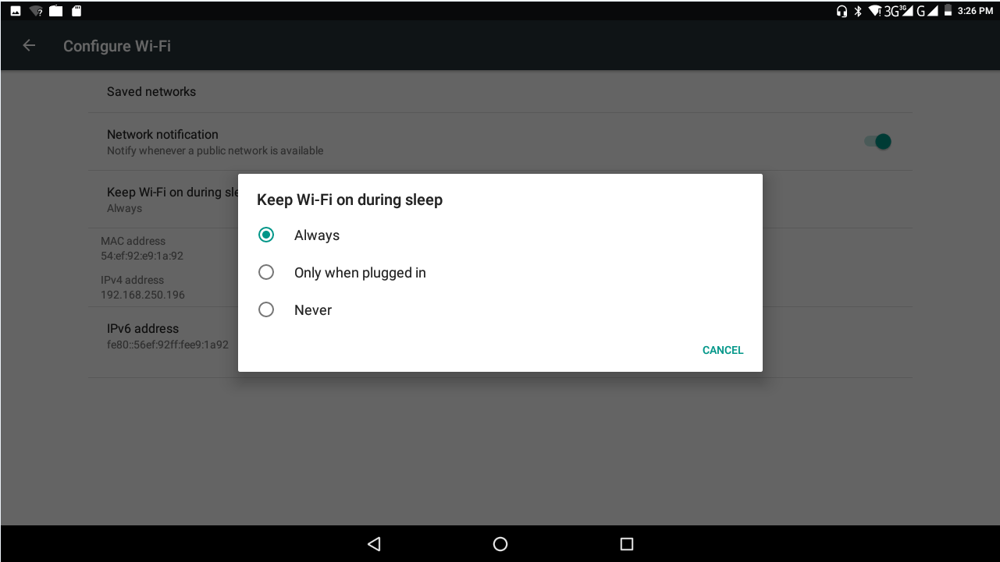 3G 3G G 3:26 PM
Configure Wi-Fi
Saved networks
Network notification
Notify whenever a public network is available
Keep Wi-Fi on during sle
Always
MAC address
54:ef:92:e9:1a:92
IPv4 address
192.168.250.196
IPv6 address
fe80::56ef:92ff:fee9:1a92
Keep Wi-Fi on during sleep
Always
Only when plugged in
Never
CANCEL